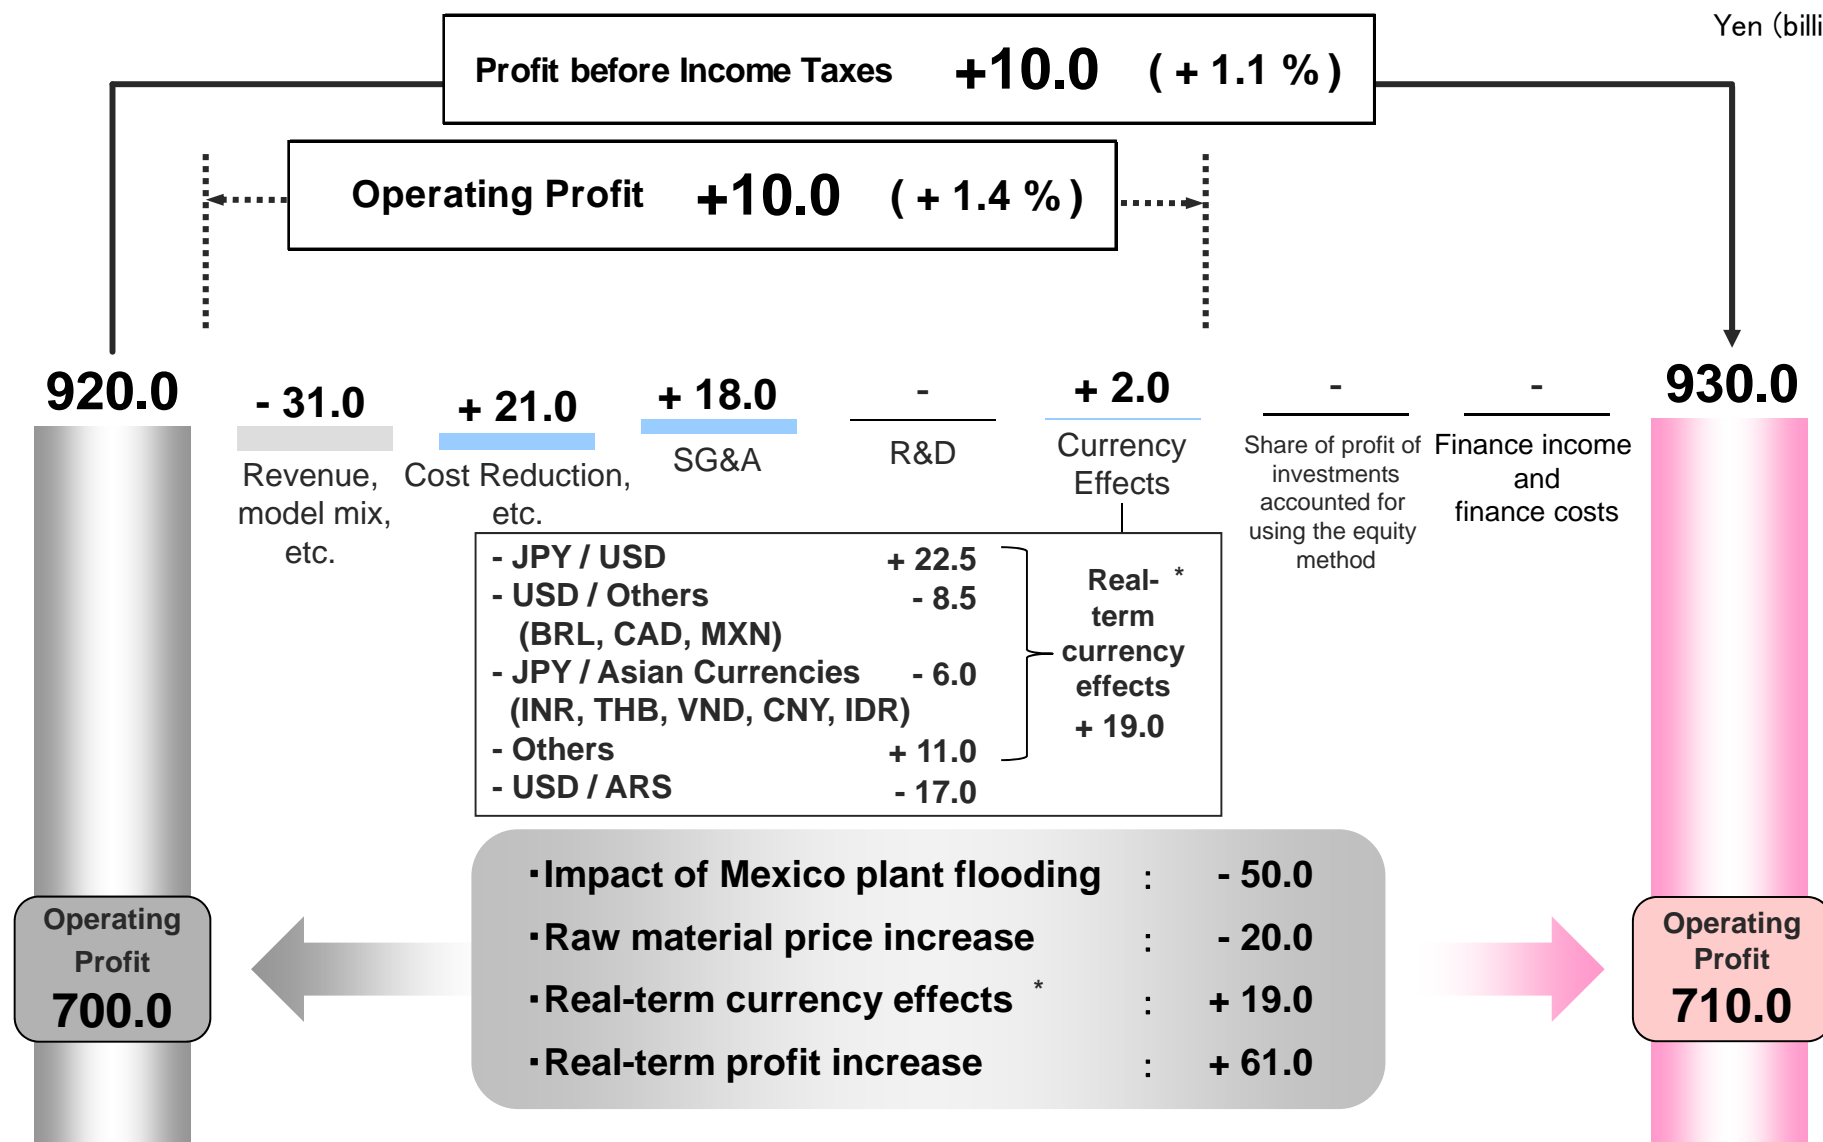 Yen (billi
Profit before Income Taxes +10.0 ( + 1.1 % )
Operating Profit +10.0 ( + 1.4 % )
920.0
- 31.0
Revenue,
model mix,
etc.
+ 21.0
Cost Reduction,
etc.
+ 18.0
SG&A
-
R&D
+ 2.0
Currency
Effects
-
Share of profit of
investments
accounted for
using the equity
method
-
Finance income
and
finance costs
930.0
- JPY / USD + 22.5
- USD / Others - 8.5
(BRL, CAD, MXN)
- JPY / Asian Currencies - 6.0
(INR, THB, VND, CNY, IDR)
- Others + 11.0
- USD / ARS - 17.0
Real- *
term
currency
effects
+ 19.0
・Impact of Mexico plant flooding : - 50.0
・Raw material price increase : - 20.0
・Real-term currency effects * : + 19.0
・Real-term profit increase : + 61.0
Operating
Profit
700.0
Operating
Profit
710.0